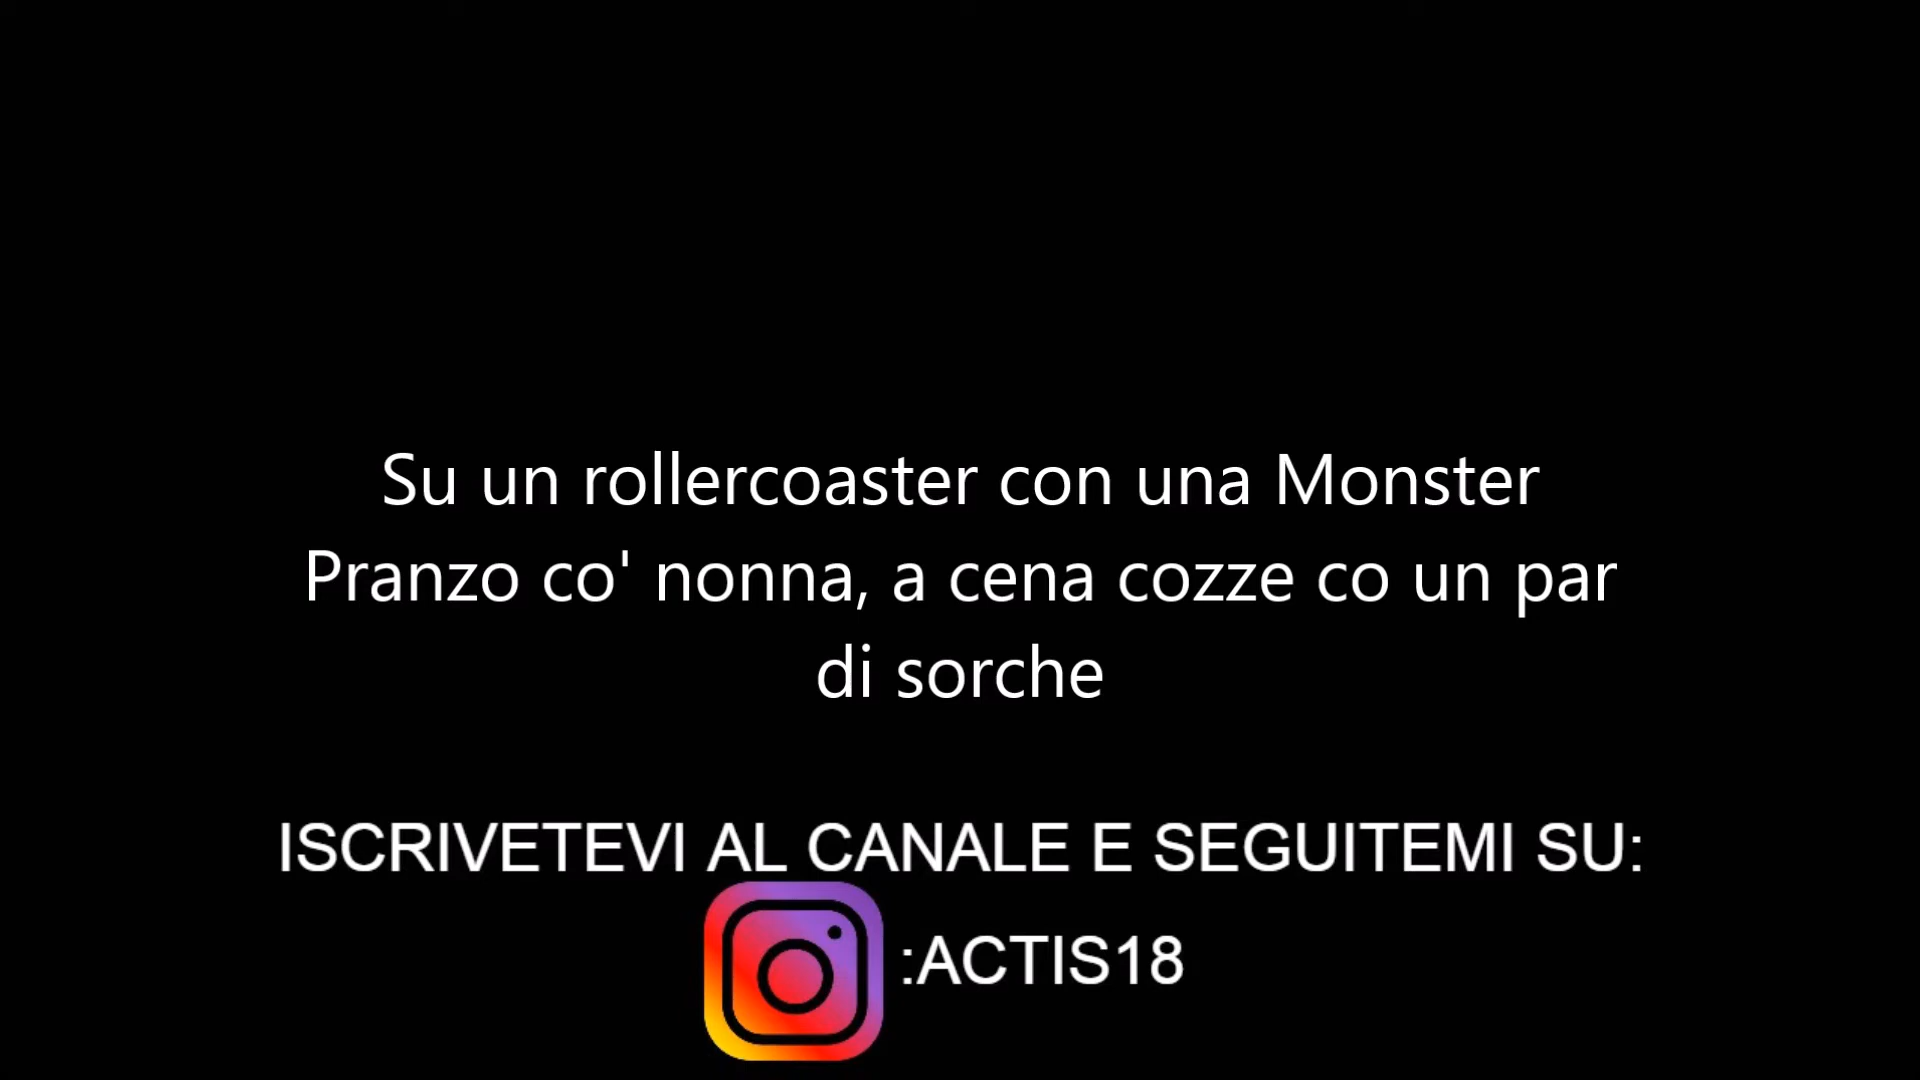 Su un rollercoaster con una Monster
Pranzo co' nonna, a cena cozze co un par
di sorche
ISCRIVETEVI AL CANALE E SEGUITEMI SU:
:ACTIS18